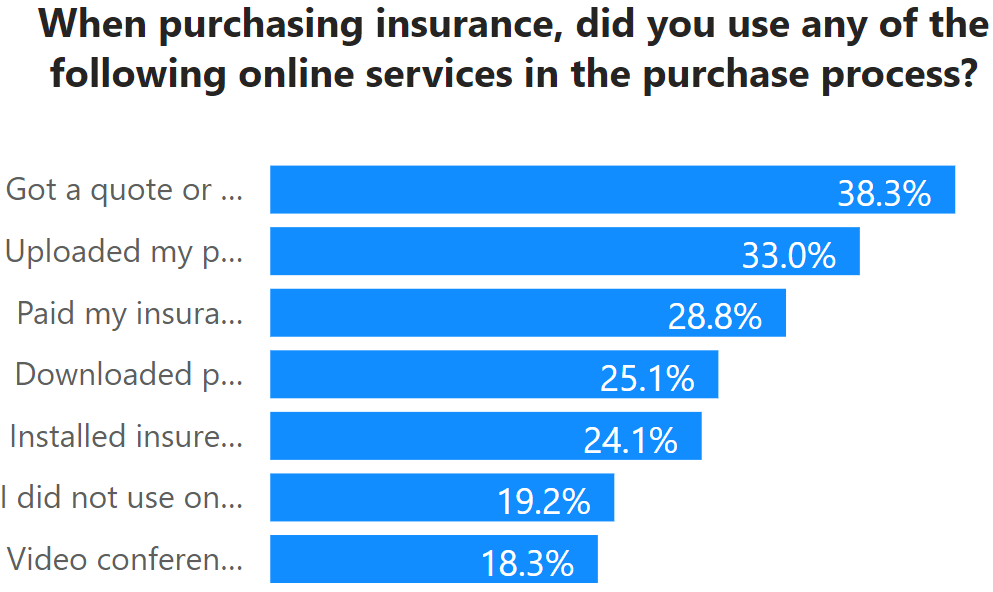 When purchasing insurance, did you use any of the
following online services in the purchase process?
Got a quote or ... 38.3%
Uploaded my p... 33.0%
Paid my insura... 28.8%
Downloaded p... 25.1%
Installed insure... 24.1%
I did not use on... 19.2%
Video conferen... 18.3%